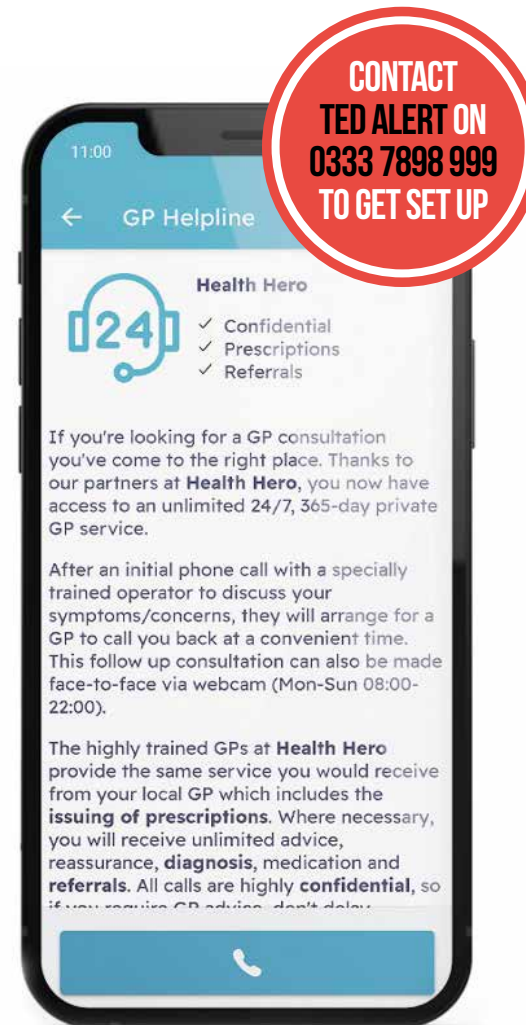 CONTACT
TED ALERT ON
0333 7898 999
TO GET SET UP
11:00
GP Helpline
24
Health Hero
Confidential
Prescriptions
Referrals
If you're looking for a GP consultation
you've come to the right place. Thanks to
our partners at Health Hero, you now have
access to an unlimited 24/7, 365-day private
GP service.
After an initial phone call with a specially
trained operator to discuss your
symptoms/concerns, they will arrange for a
GP to call you back at a convenient time.
This follow up consultation can also be made
face-to-face via webcam (Mon-Sun 08:00-
22:00).
The highly trained GPs at Health Hero
provide the same service you would receive
from your local GP which includes the
issuing of prescriptions. Where necessary,
you will receive unlimited advice,
reassurance, diagnosis, medication and
referrals. All calls are highly confidential, so
if you require GP advice, don't delay